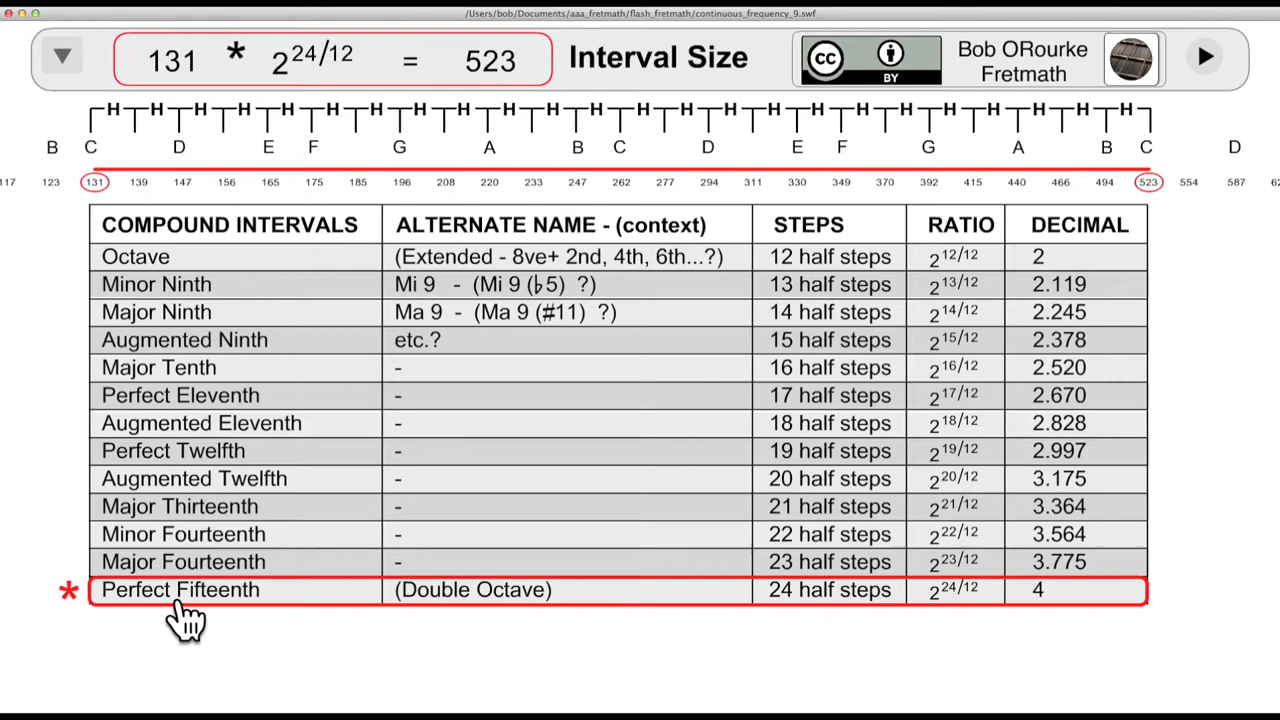 /Users/bob/Documents/aaa_fretmath/flash_fretmath/continuous_frequency_9.swf
131 * 2^24/12 = 523 Interval Size CC BY Bob ORourke
Fretmath
H H H H H H H H H H H H H H H H H H H H H H H H
B C D E F G A B C D E F G A B C D
117 123 131 139 147 156 165 175 185 196 208 220 233 247 262 277 294 311 330 349 370 392 415 440 466 494 523 554 587
COMPOUND INTERVALS ALTERNATE NAME - (context) STEPS RATIO DECIMAL
Octave (Extended - 8ve+ 2nd, 4th, 6th...?) 12 half steps 2^12/12 2
Minor Ninth Mi 9 - (Mi 9 (♭5) ?) 13 half steps 2^13/12 2.119
Major Ninth Ma 9 - (Ma 9 (#11) ?) 14 half steps 2^14/12 2.245
Augmented Ninth etc.? 15 half steps 2^15/12 2.378
Major Tenth - 16 half steps 2^16/12 2.520
Perfect Eleventh - 17 half steps 2^17/12 2.670
Augmented Eleventh - 18 half steps 2^18/12 2.828
Perfect Twelfth - 19 half steps 2^19/12 2.997
Augmented Twelfth - 20 half steps 2^20/12 3.175
Major Thirteenth - 21 half steps 2^21/12 3.364
Minor Fourteenth - 22 half steps 2^22/12 3.564
Major Fourteenth - 23 half steps 2^23/12 3.775
* Perfect Fifteenth (Double Octave) 24 half steps 2^24/12 4